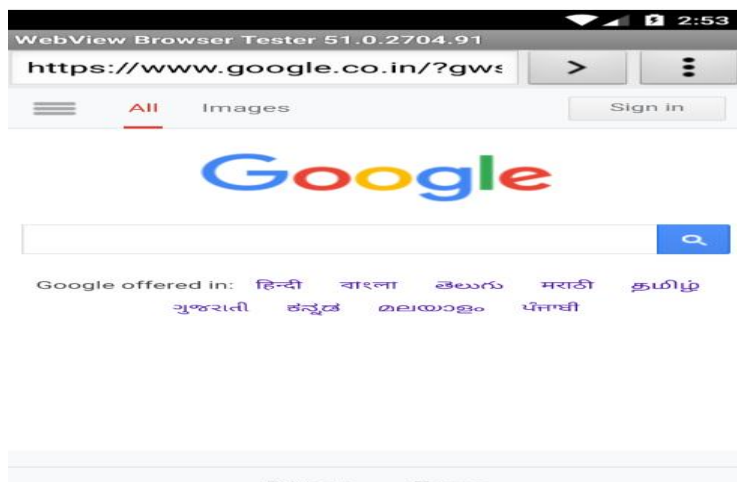 2:53
WebView Browser Tester 51.0.2704.91
https://www.google.co.in/?gws >
All Images Sign in
Google
Google offered in: हिन्दी বাংলা తెలుగు मराठी தமிழ்
ગુજરાતી ಕನ್ನಡ മലയാളം ਪੰਜਾਬੀ